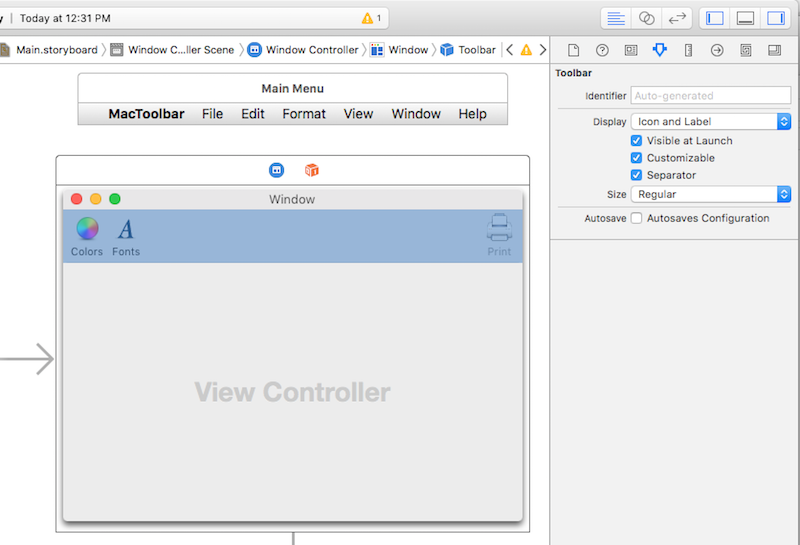 y | Today at 12:31 PM 1
Main.storyboard Window C...ller Scene Window Controller Window Toolbar
Main Menu
MacToolbar File Edit Format View Window Help
Window
Colors Fonts Print
View Controller
Toolbar
Identifier Auto-generated
Display Icon and Label
Visible at Launch
Customizable
Separator
Size Regular
Autosave Autosaves Configuration